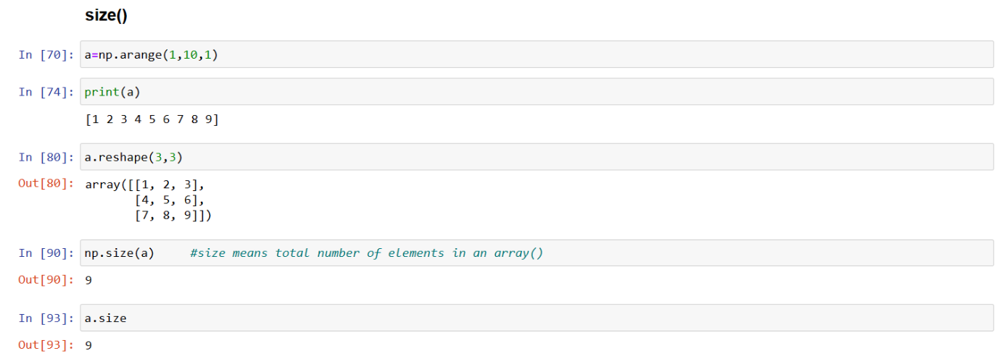 size()
In [70]: a=np.arange(1,10,1)
In [74]: print(a)
[1 2 3 4 5 6 7 8 9]
In [80]: a.reshape(3,3)
Out[80]: array([[1, 2, 3],
[4, 5, 6],
[7, 8, 9]])
In [90]: np.size(a) #size means total number of elements in an array()
Out[90]: 9
In [93]: a.size
Out[93]: 9